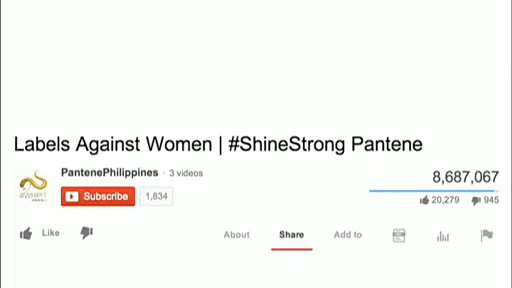 Labels Against Women | #ShineStrong Pantene
PantenePhilippines · 3 videos
8,687,067
#WHIPIT
Subscribe 1,834
20,279 945
Like About Share Add to